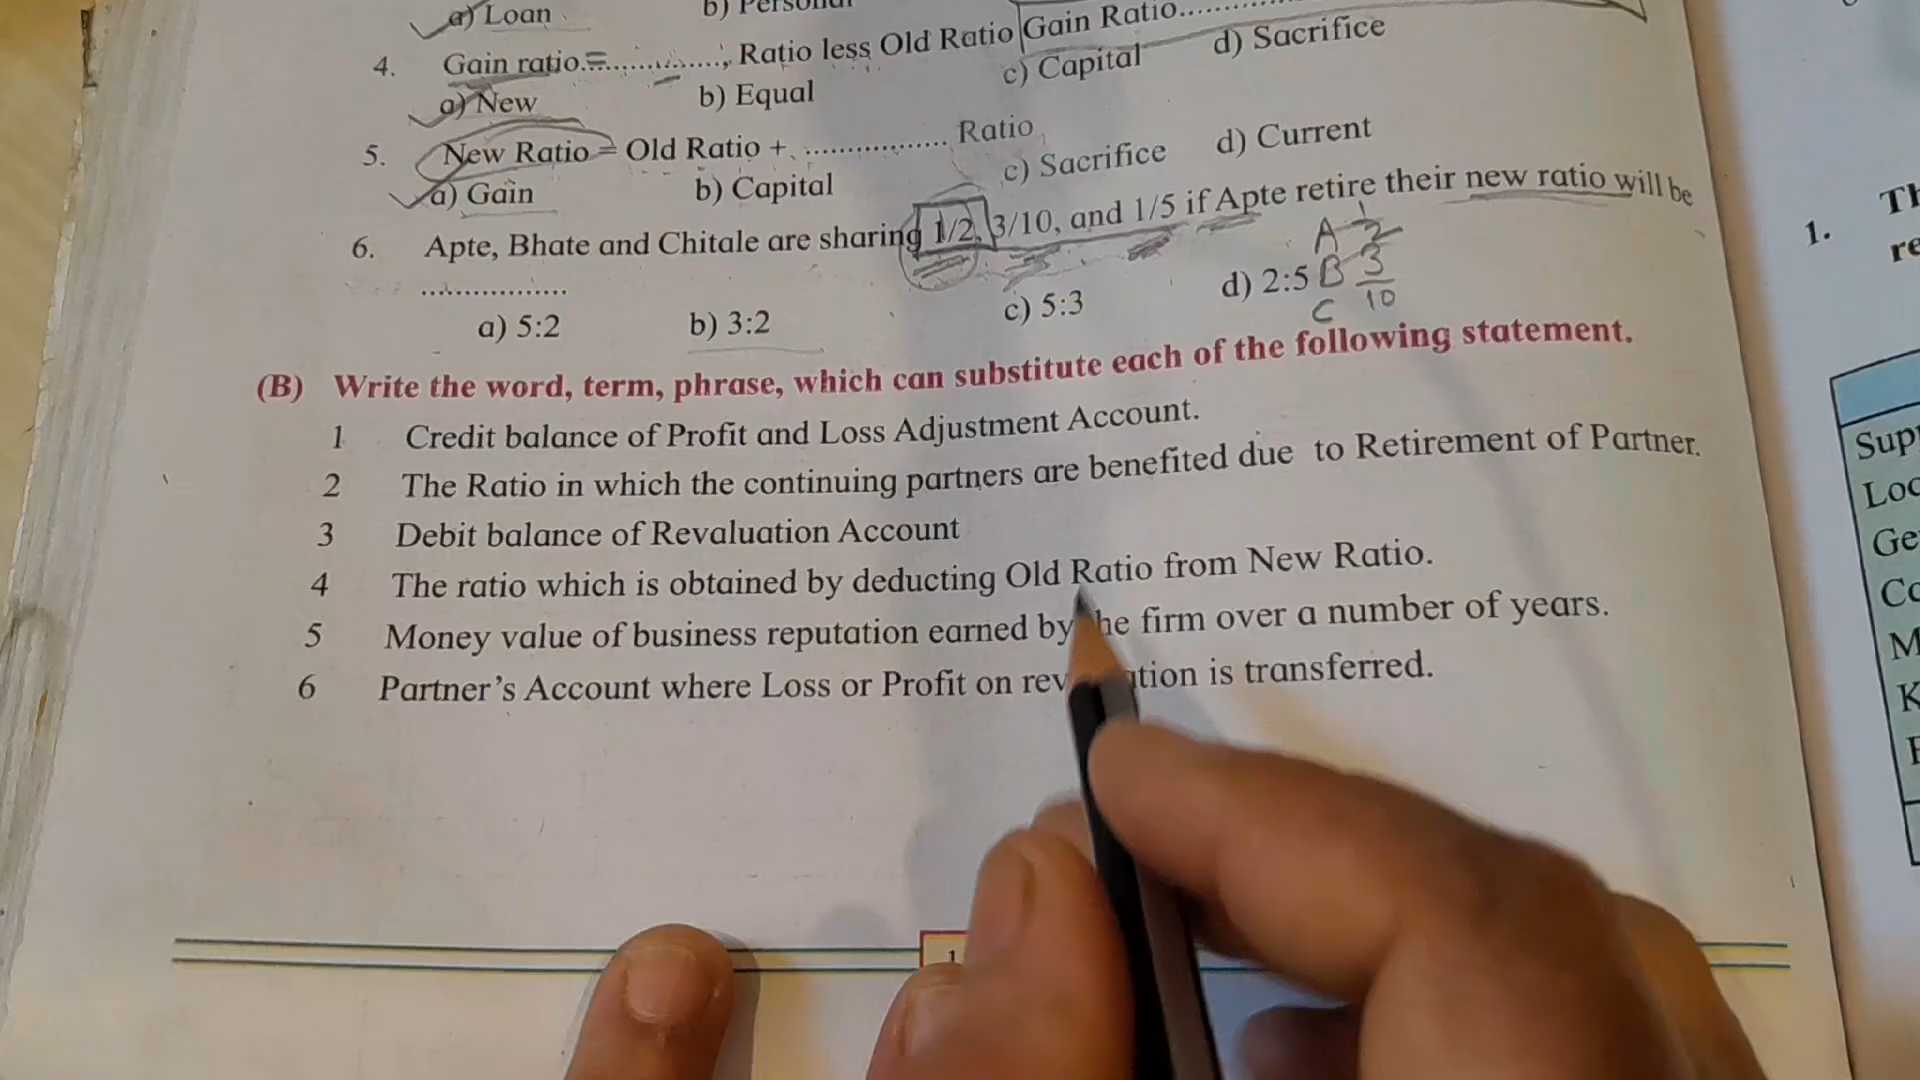 a) Loan b) Personal
4. Gain ratio = .............., Ratio less Old Ratio Gain Ratio..............
a) New b) Equal c) Capital d) Sacrifice
5. New Ratio = Old Ratio + ................. Ratio
a) Gain b) Capital c) Sacrifice d) Current
6. Apte, Bhate and Chitale are sharing 1/2, 3/10, and 1/5 if Apte retire their new ratio will be
.................
a) 5:2 b) 3:2 c) 5:3 d) 2:5
A 1/2
B 3/10
C
(B) Write the word, term, phrase, which can substitute each of the following statement.
1 Credit balance of Profit and Loss Adjustment Account.
2 The Ratio in which the continuing partners are benefited due to Retirement of Partner.
3 Debit balance of Revaluation Account
4 The ratio which is obtained by deducting Old Ratio from New Ratio.
5 Money value of business reputation earned by the firm over a number of years.
6 Partner's Account where Loss or Profit on revaluation is transferred.
1
1. Th
re
Supp
Loa
Ge
Co
M
K